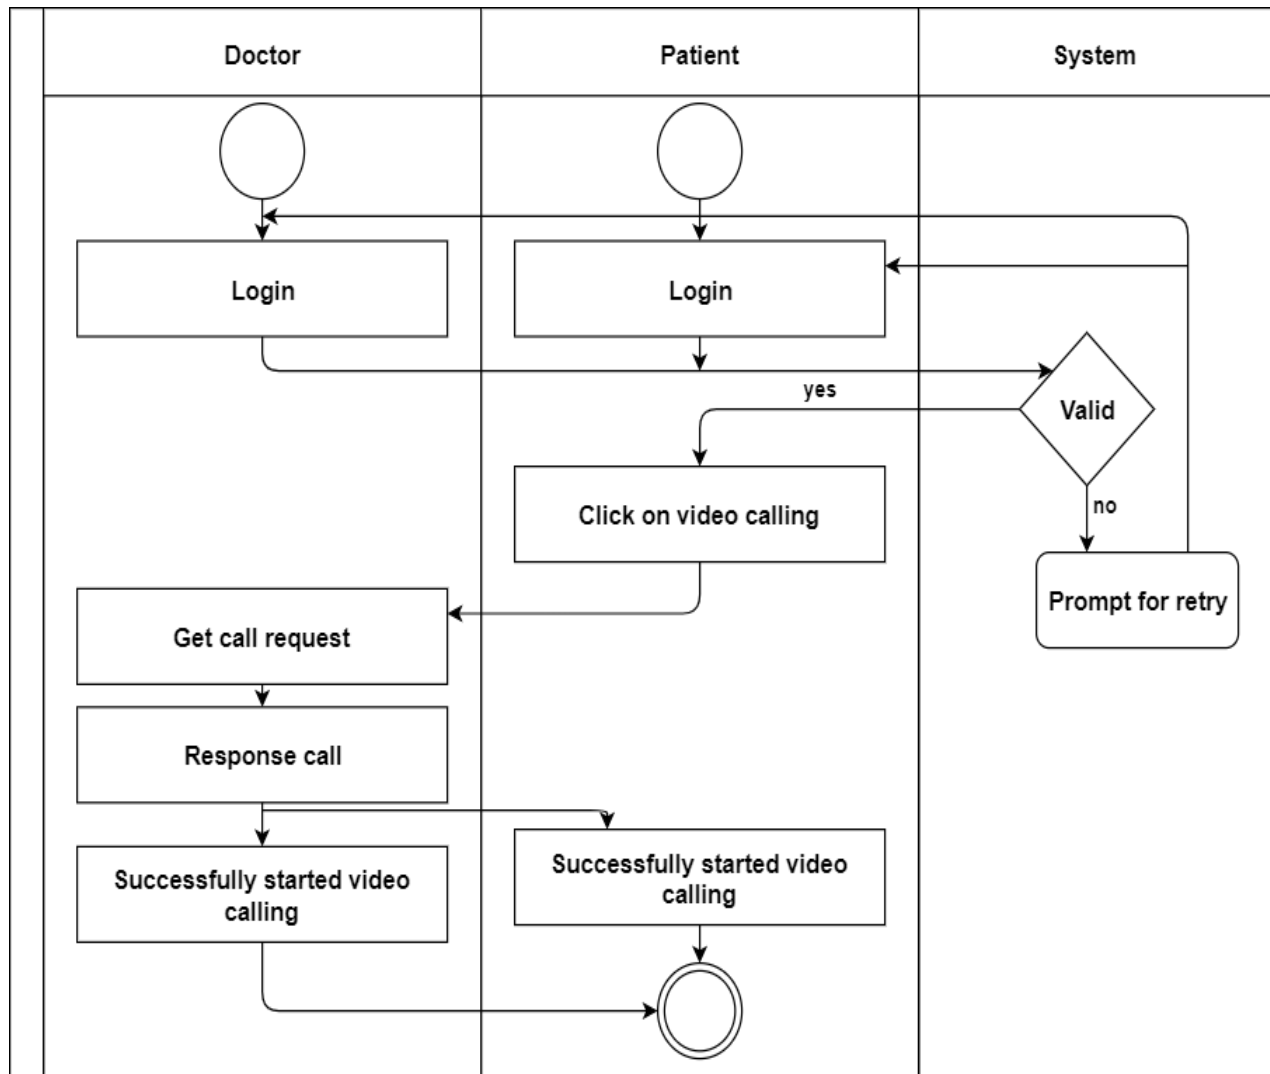 Doctor
Patient
System
Login
Login
yes
Valid
no
Click on video calling
Prompt for retry
Get call request
Response call
Successfully started video
calling
Successfully started video
calling